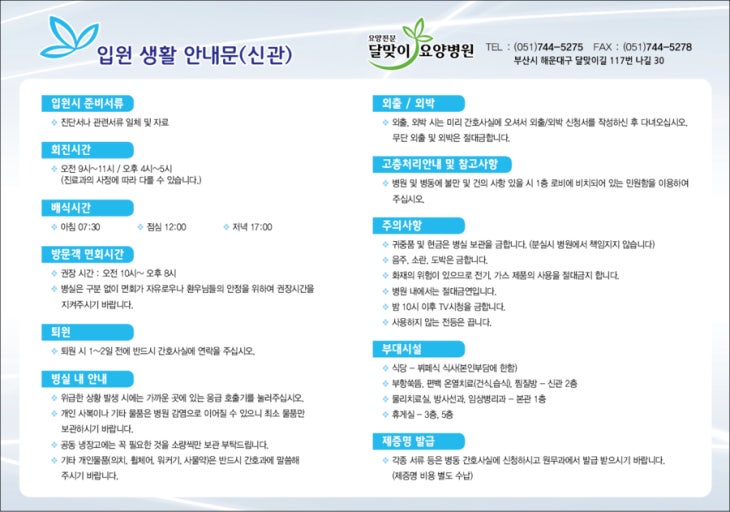 입원 생활 안내문(신관)
요양전문
달맞이 요양병원
TEL : (051)744-5275 FAX : (051)744-5278
부산시 해운대구 달맞이길 117번 나길 30
입원시 준비서류
진단서나 관련서류 일체 및 자료
회진시간
오전 9시~11시 / 오후 4시~5시
(진료과의 사정에 따라 다를 수 있습니다.)
배식시간
아침 07:30 점심 12:00 저녁 17:00
방문객 면회시간
권장 시간 : 오전 10시~ 오후 8시
병실은 구분 없이 면회가 자유로우나 환우님들의 안정을 위하여 권장시간을
지켜주시기 바랍니다.
퇴원
퇴원 시 1~2일 전에 반드시 간호사실에 연락을 주십시오.
병실 내 안내
위급한 상황 발생 시에는 가까운 곳에 있는 응급 호출기를 눌러주십시오.
개인 사복이나 기타 물품은 병원 감염으로 이어질 수 있으니 최소 물품만
보관하시기 바랍니다.
공동 냉장고에는 꼭 필요한 것을 소량씩만 보관 부탁드립니다.
기타 개인물품(의치, 휠체어, 워커기, 사물약)은 반드시 간호과에 말씀해
주시기 바랍니다.
외출 / 외박
외출, 외박 시는 미리 간호사실에 오셔서 외출/외박 신청서를 작성하신 후 다녀오십시오.
무단 외출 및 외박은 절대금합니다.
고충처리안내 및 참고사항
병원 및 병동에 불만 및 건의 사항 있을 시 1층 로비에 비치되어 있는 민원함을 이용하여
주십시오.
주의사항
귀중품 및 현금은 병실 보관을 금합니다. (분실시 병원에서 책임지지 않습니다)
음주, 소란, 도박은 금합니다.
화재의 위험이 있으므로 전기, 가스 제품의 사용을 절대금지 합니다.
병원 내에서는 절대금연입니다.
밤 10시 이후 TV시청을 금합니다.
사용하지 않는 전등은 끕니다.
부대시설
식당 - 뷔페식 식사(본인부담에 한함)
부항쑥뜸, 편백 온열치료(건식,습식), 찜질방 - 신관 2층
물리치료실, 방사선과, 임상병리과 - 본관 1층
휴게실 - 3층, 5층
제증명 발급
각종 서류 등은 병동 간호사실에 신청하시고 원무과에서 발급 받으시기 바랍니다.
(제증명 비용 별도 수납)